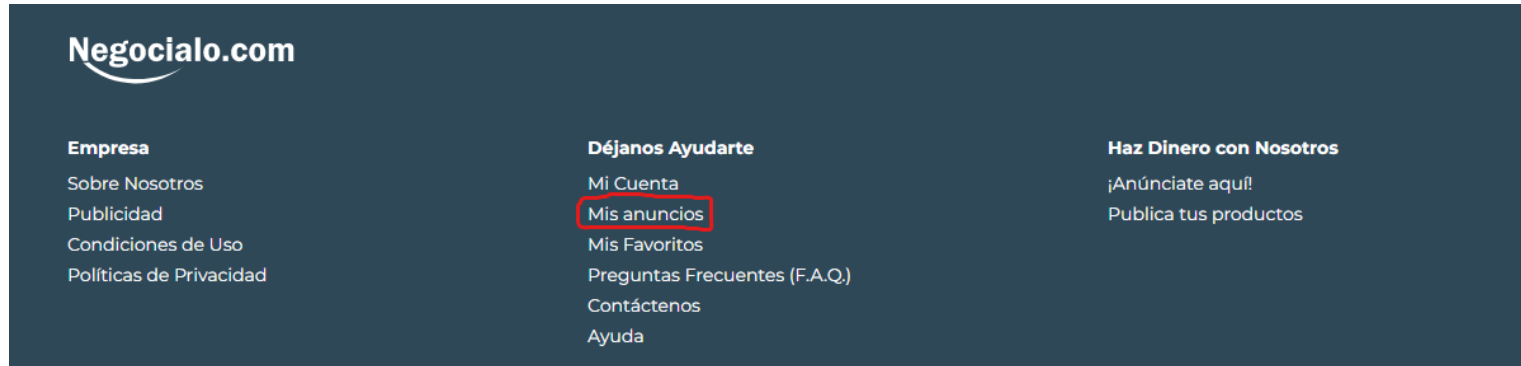 Negocialo.com
Empresa
Sobre Nosotros
Publicidad
Condiciones de Uso
Políticas de Privacidad
Déjanos Ayudarte
Mi Cuenta
Mis anuncios
Mis Favoritos
Preguntas Frecuentes (F.A.Q.)
Contáctenos
Ayuda
Haz Dinero con Nosotros
¡Anúnciate aquí!
Publica tus productos